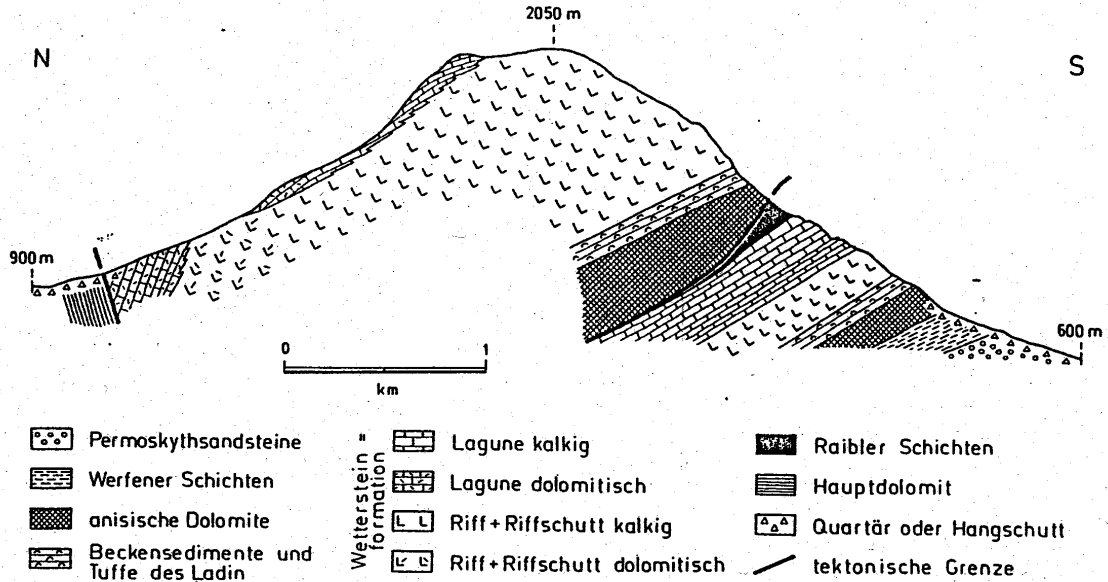 2050 m
N
S
900 m
600 m
0
1
km
Permoskythsandsteine
Werfener Schichten
anisische Dolomite
Beckensedimente und
Tuffe des Ladin
Wetterstein "
formation
Lagune kalkig
Lagune dolomitisch
Riff+Riffschutt kalkig
Riff+Riffschutt dolomitisch
Raibler Schichten
Hauptdolomit
Quartär oder Hangschutt
tektonische Grenze